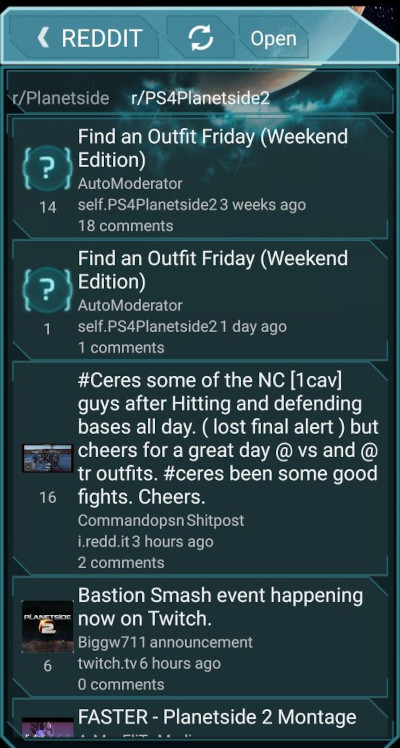 REDDIT
Open
r/Planetside r/PS4Planetside2
?
Find an Outfit Friday (Weekend
Edition)
AutoModerator
14
self.PS4Planetside2 3 weeks ago
18 comments
?
Find an Outfit Friday (Weekend
Edition)
AutoModerator
1
self.PS4Planetside2 1 day ago
1 comments
#Ceres some of the NC [1cav]
guys after Hitting and defending
bases all day. ( lost final alert ) but
cheers for a great day @ vs and @
tr outfits. #ceres been some good
fights. Cheers.
16
Commandopsn Shitpost
i.redd.it 3 hours ago
2 comments
PLANETSIDE
2
Bastion Smash event happening
now on Twitch.
Biggw711 announcement
6
twitch.tv 6 hours ago
0 comments
FASTER - Planetside 2 Montage